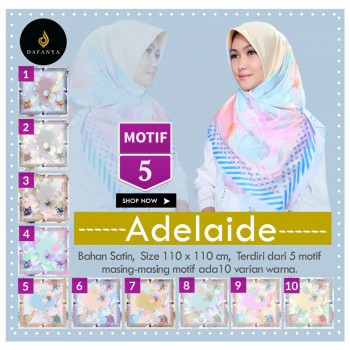 DAFANYA
1
MOTIF
5
SHOP NOW
2
3
4
------Adelaide------
Bahan Satin, Size 110 x 110 cm, Terdiri dari 5 motif
masing-masing motif ada10 varian warna.
5 6 7 8 9 10